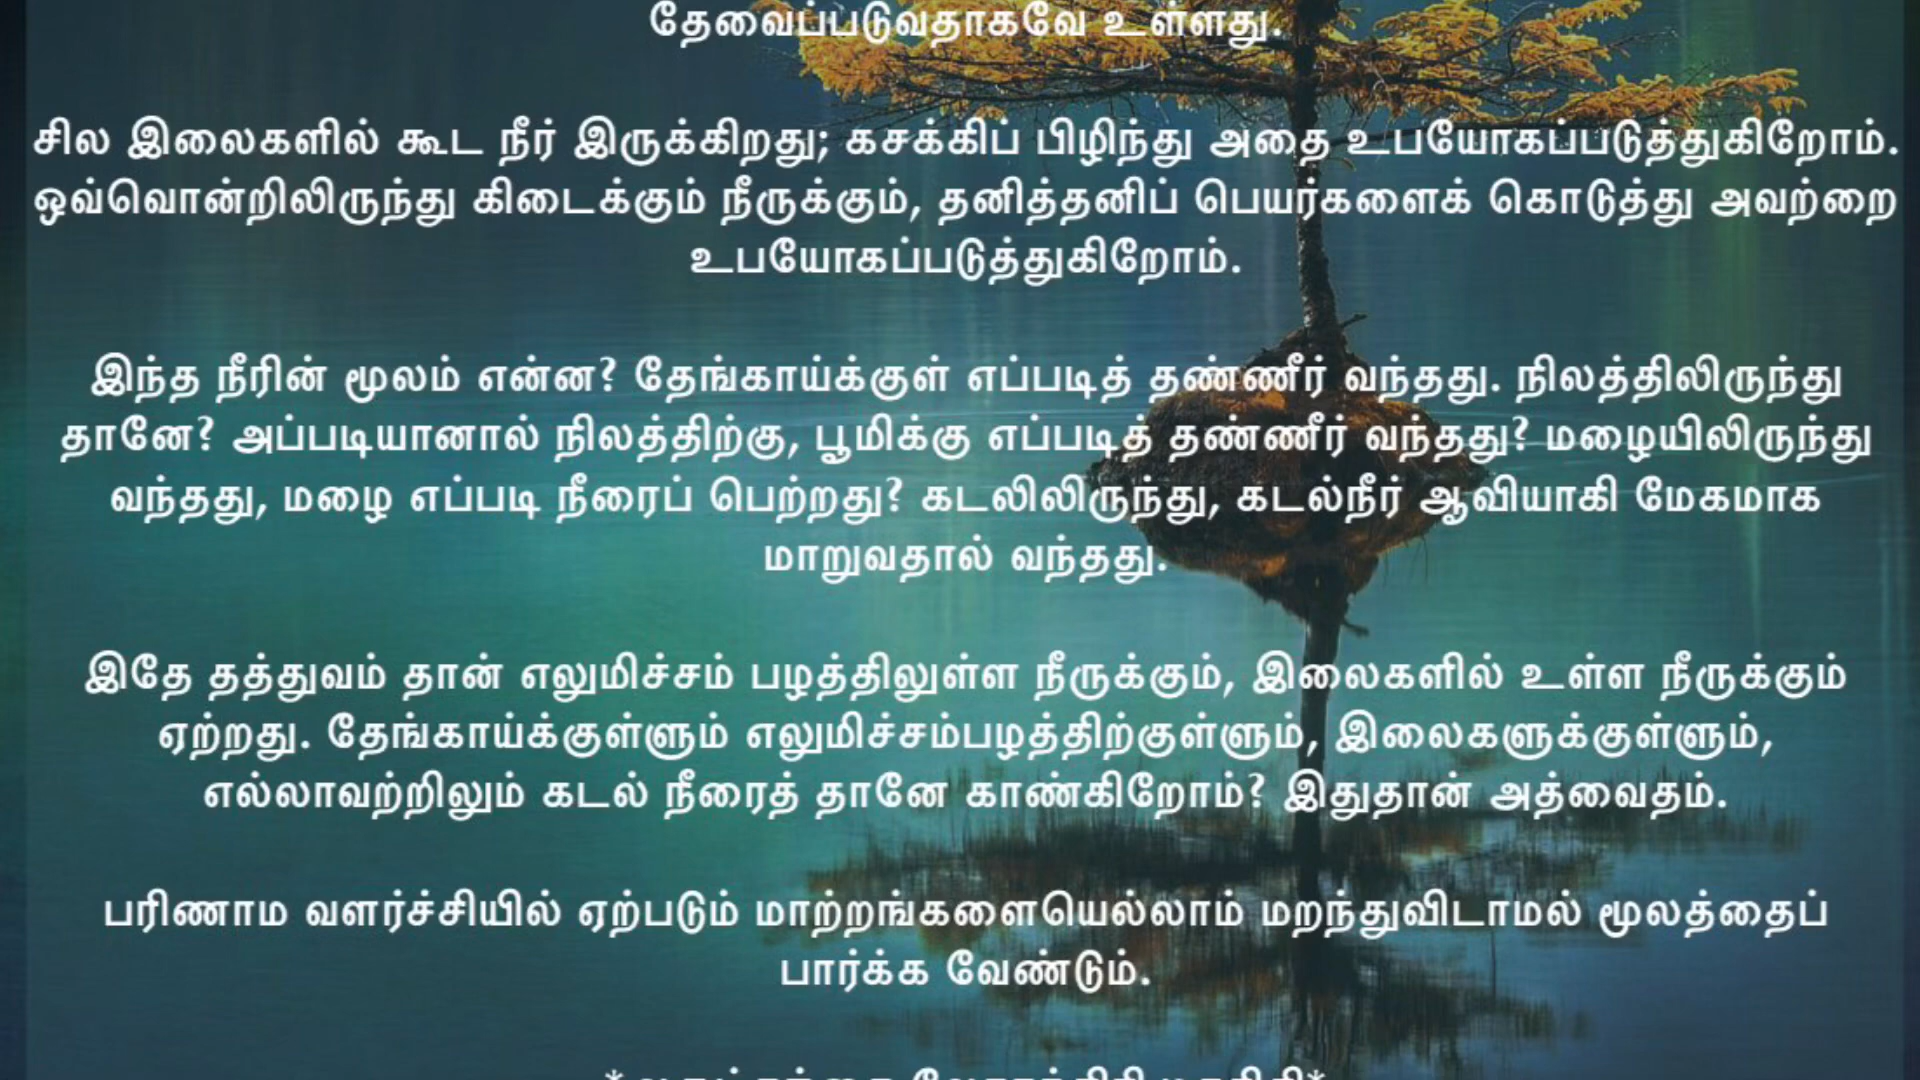 தேவைப்படுவதாகவே உள்ளது.
சில இலைகளில் கூட நீர் இருக்கிறது; கசக்கிப் பிழிந்து அதை உபயோகப்படுத்துகிறோம்.
ஒவ்வொன்றிலிருந்து கிடைக்கும் நீருக்கும், தனித்தனிப் பெயர்களைக் கொடுத்து அவற்றை
உபயோகப்படுத்துகிறோம்.
இந்த நீரின் மூலம் என்ன? தேங்காய்க்குள் எப்படித் தண்ணீர் வந்தது. நிலத்திலிருந்து
தானே? அப்படியானால் நிலத்திற்கு, பூமிக்கு எப்படித் தண்ணீர் வந்தது? மழையிலிருந்து
வந்தது, மழை எப்படி நீரைப் பெற்றது? கடலிலிருந்து, கடல்நீர் ஆவியாகி மேகமாக
மாறுவதால் வந்தது.
இதே தத்துவம் தான் எலுமிச்சம் பழத்திலுள்ள நீருக்கும், இலைகளில் உள்ள நீருக்கும்
ஏற்றது. தேங்காய்க்குள்ளும் எலுமிச்சம்பழத்திற்குள்ளும், இலைகளுக்குள்ளும்,
எல்லாவற்றிலும் கடல் நீரைத் தானே காண்கிறோம்? இதுதான் அத்வைதம்.
பரிணாம வளர்ச்சியில் ஏற்படும் மாற்றங்களையெல்லாம் மறந்துவிடாமல் மூலத்தைப்
பார்க்க வேண்டும்.